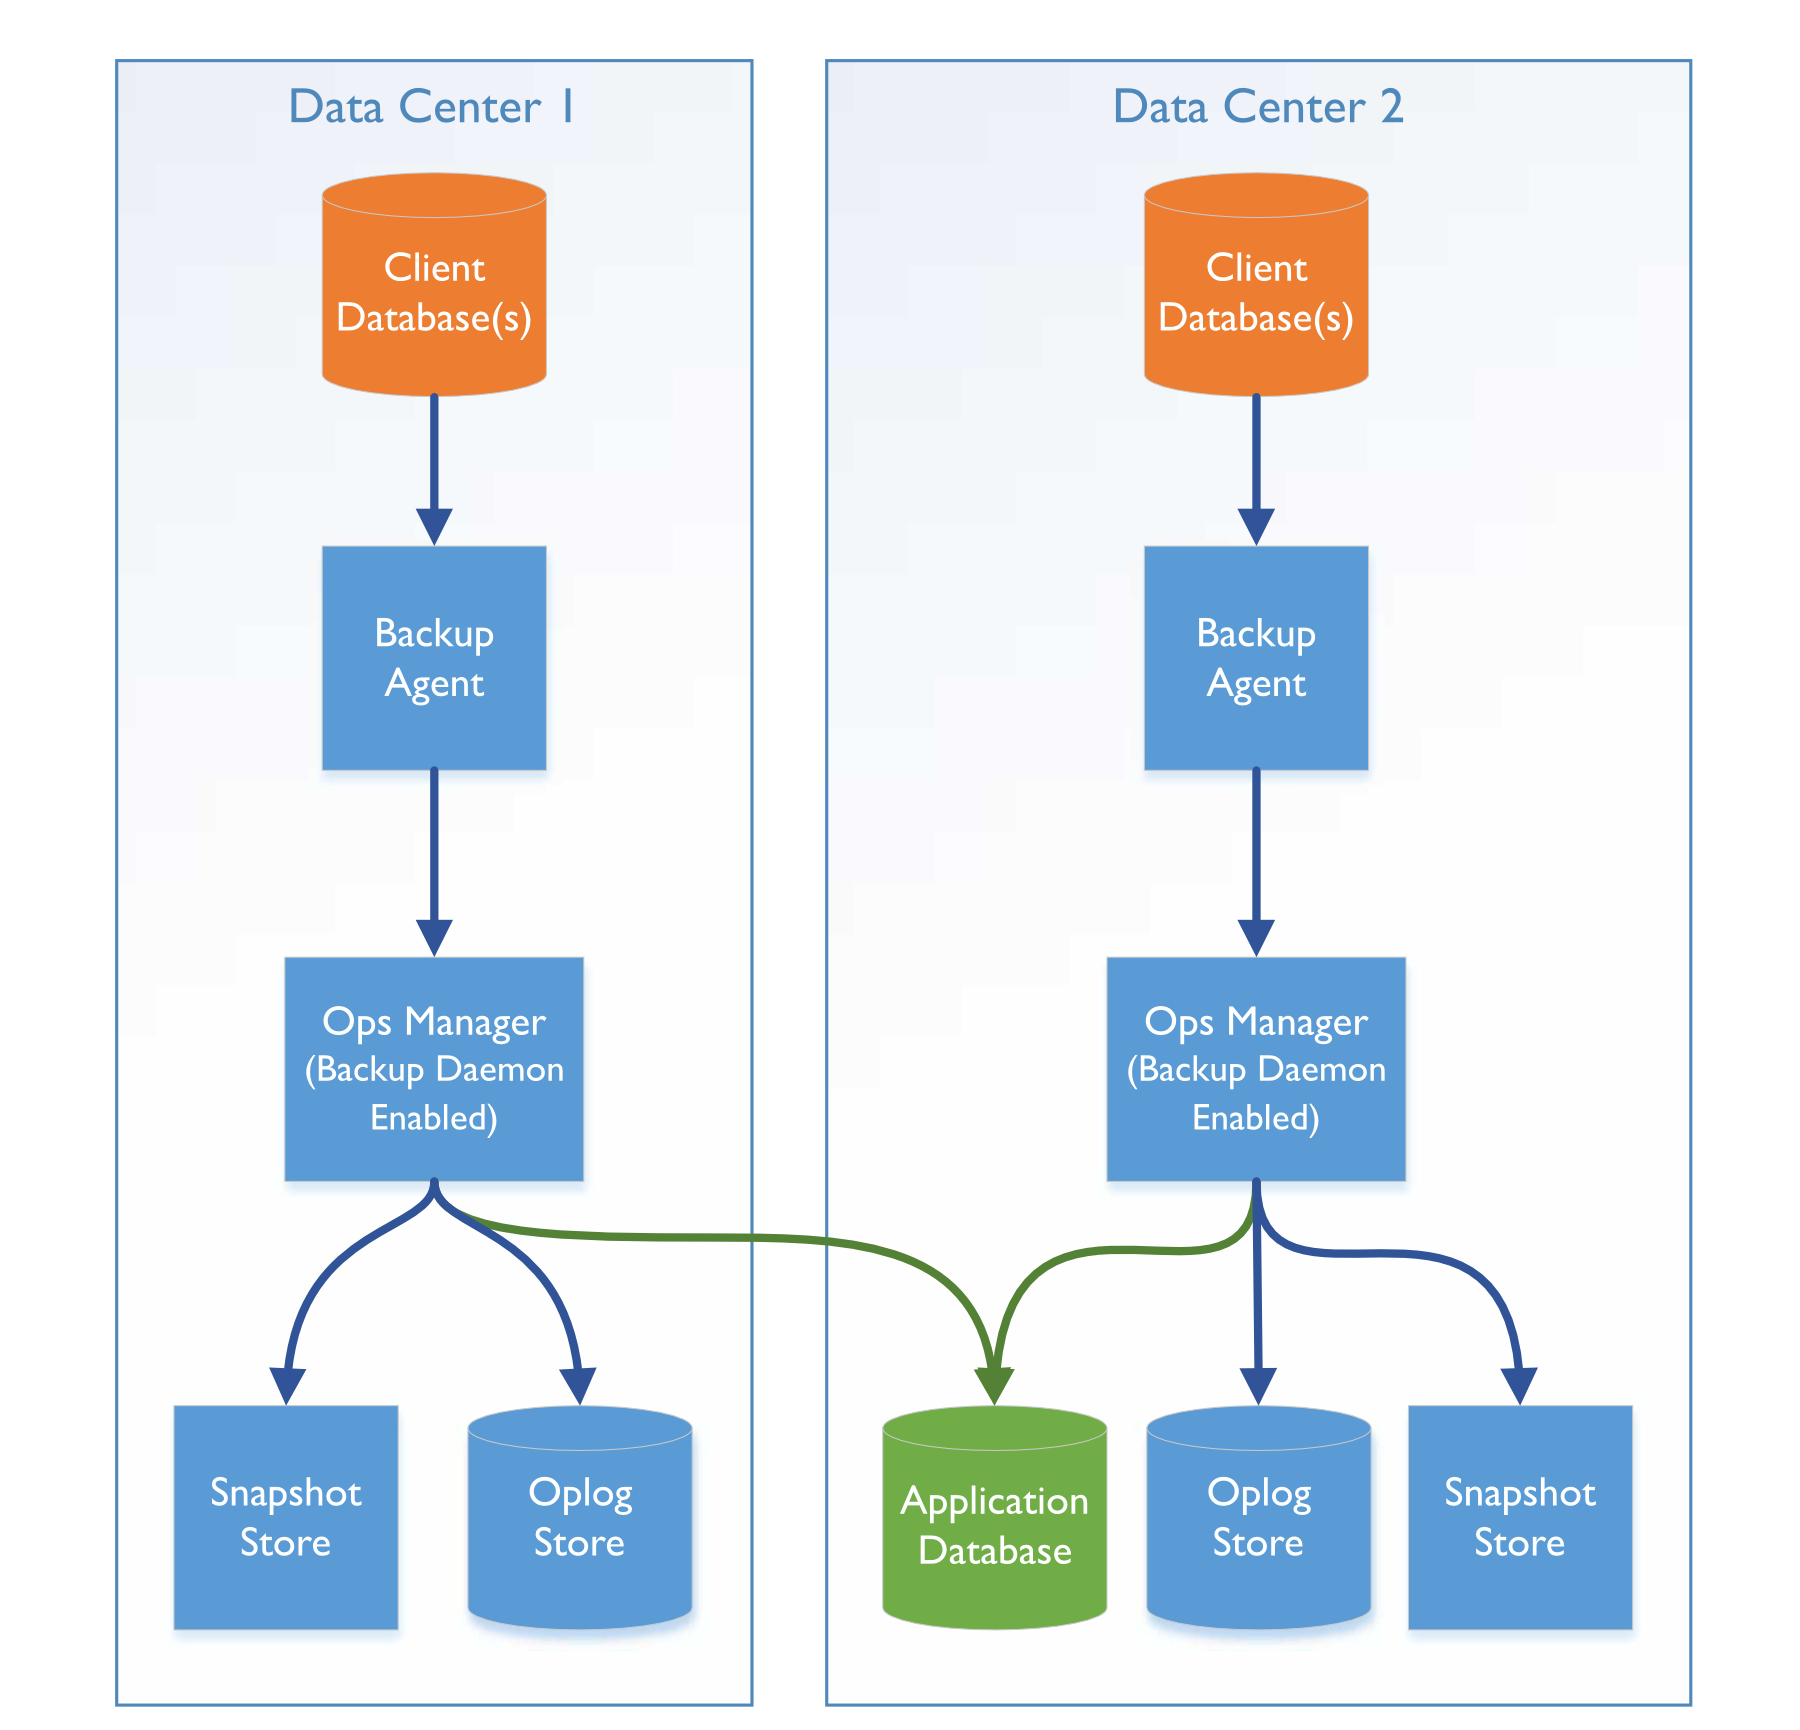 Data Center 1
Client
Database(s)
Backup
Agent
Ops Manager
(Backup Daemon
Enabled)
Snapshot
Store
Oplog
Store
Data Center 2
Client
Database(s)
Backup
Agent
Ops Manager
(Backup Daemon
Enabled)
Application
Database
Oplog
Store
Snapshot
Store